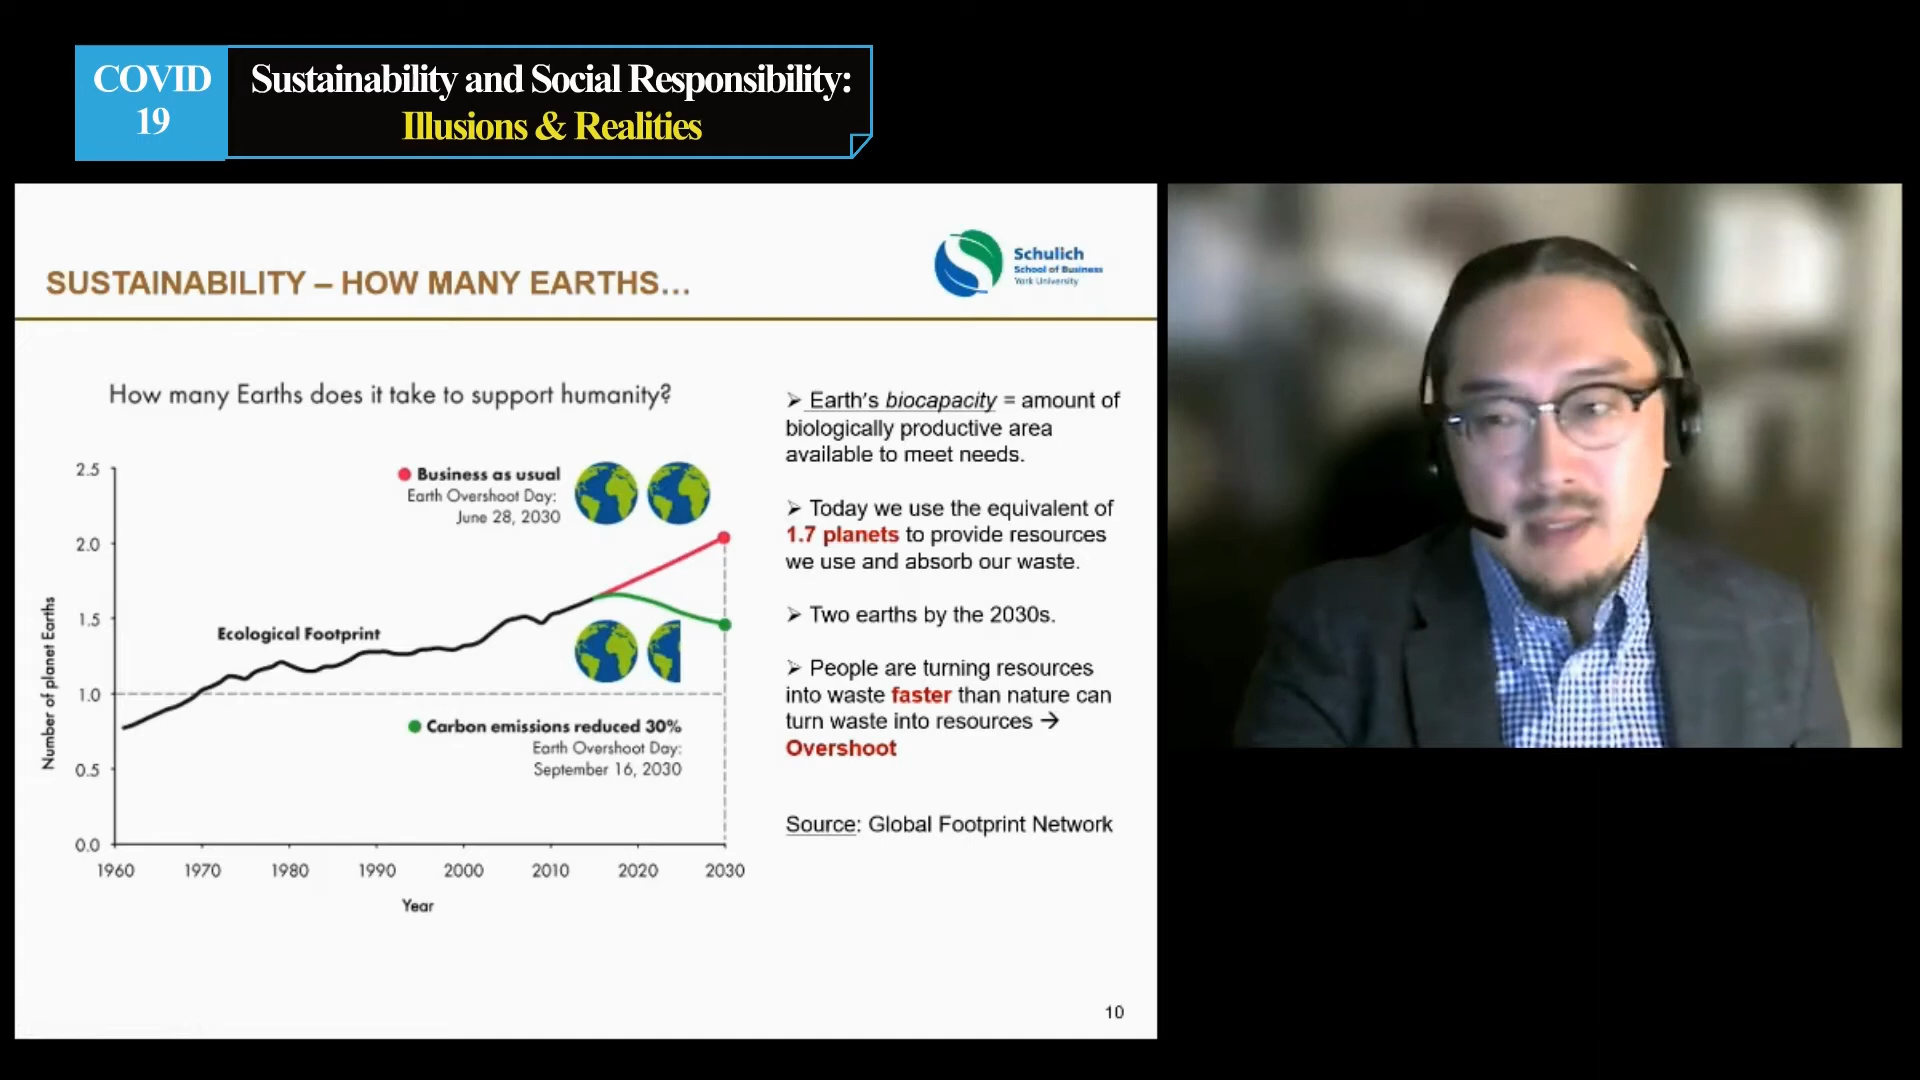 COVID
19
Sustainability and Social Responsibility:
Illusions & Realities
SUSTAINABILITY – HOW MANY EARTHS...
Schulich
School of Business
York University
How many Earths does it take to support humanity?
2.5
2.0
1.5
1.0
0.5
0.0
Number of planet Earths
Business as usual
Earth Overshoot Day:
June 28, 2030
Ecological Footprint
Carbon emissions reduced 30%
Earth Overshoot Day:
September 16, 2030
1960 1970 1980 1990 2000 2010 2020 2030
Year
➢ Earth's biocapacity = amount of
biologically productive area
available to meet needs.
➢ Today we use the equivalent of
1.7 planets to provide resources
we use and absorb our waste.
➢ Two earths by the 2030s.
➢ People are turning resources
into waste faster than nature can
turn waste into resources →
Overshoot
Source: Global Footprint Network
10